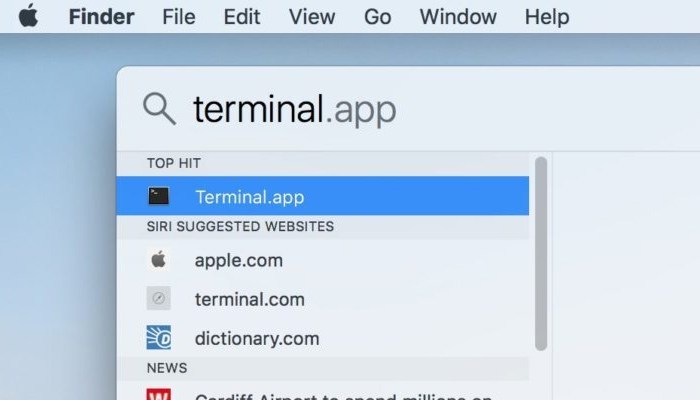 Finder File Edit View Go Window Help
terminal.app
TOP HIT
Terminal.app
SIRI SUGGESTED WEBSITES
apple.com
terminal.com
dictionary.com
NEWS
Cardiff Airport to spend millions on